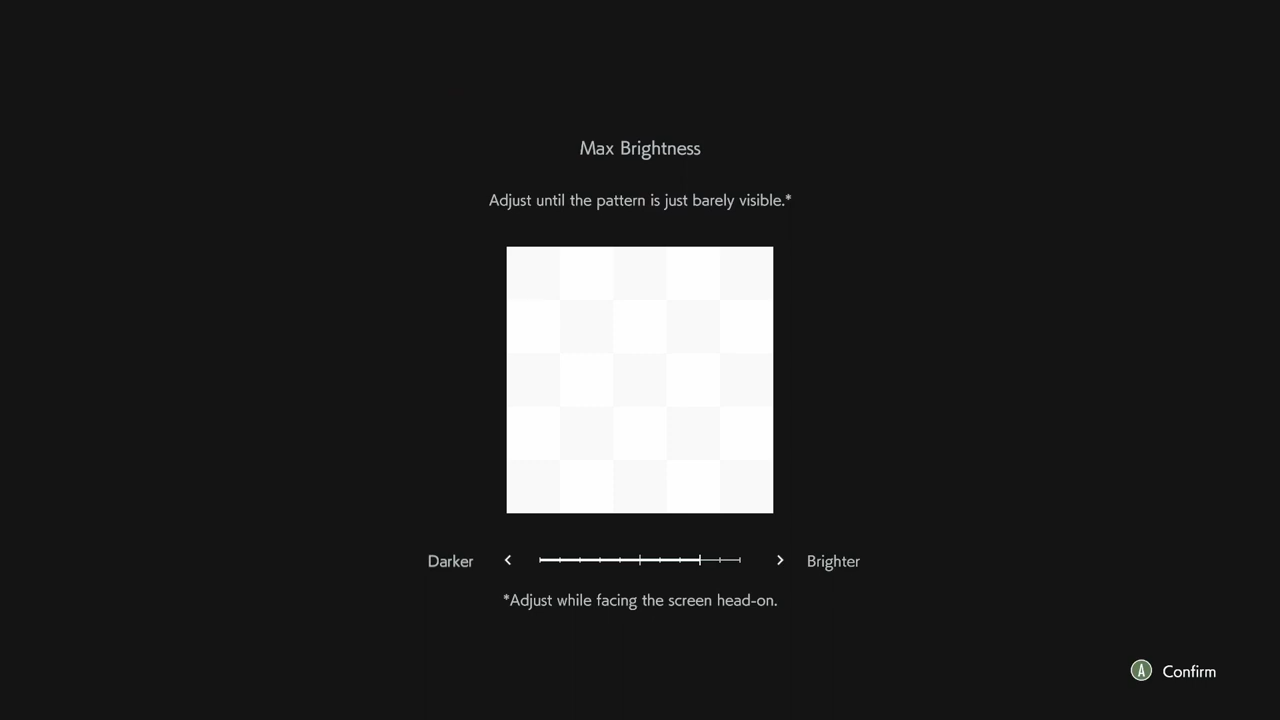 Max Brightness
Adjust until the pattern is just barely visible.*
Darker Brighter
*Adjust while facing the screen head-on.
A Confirm